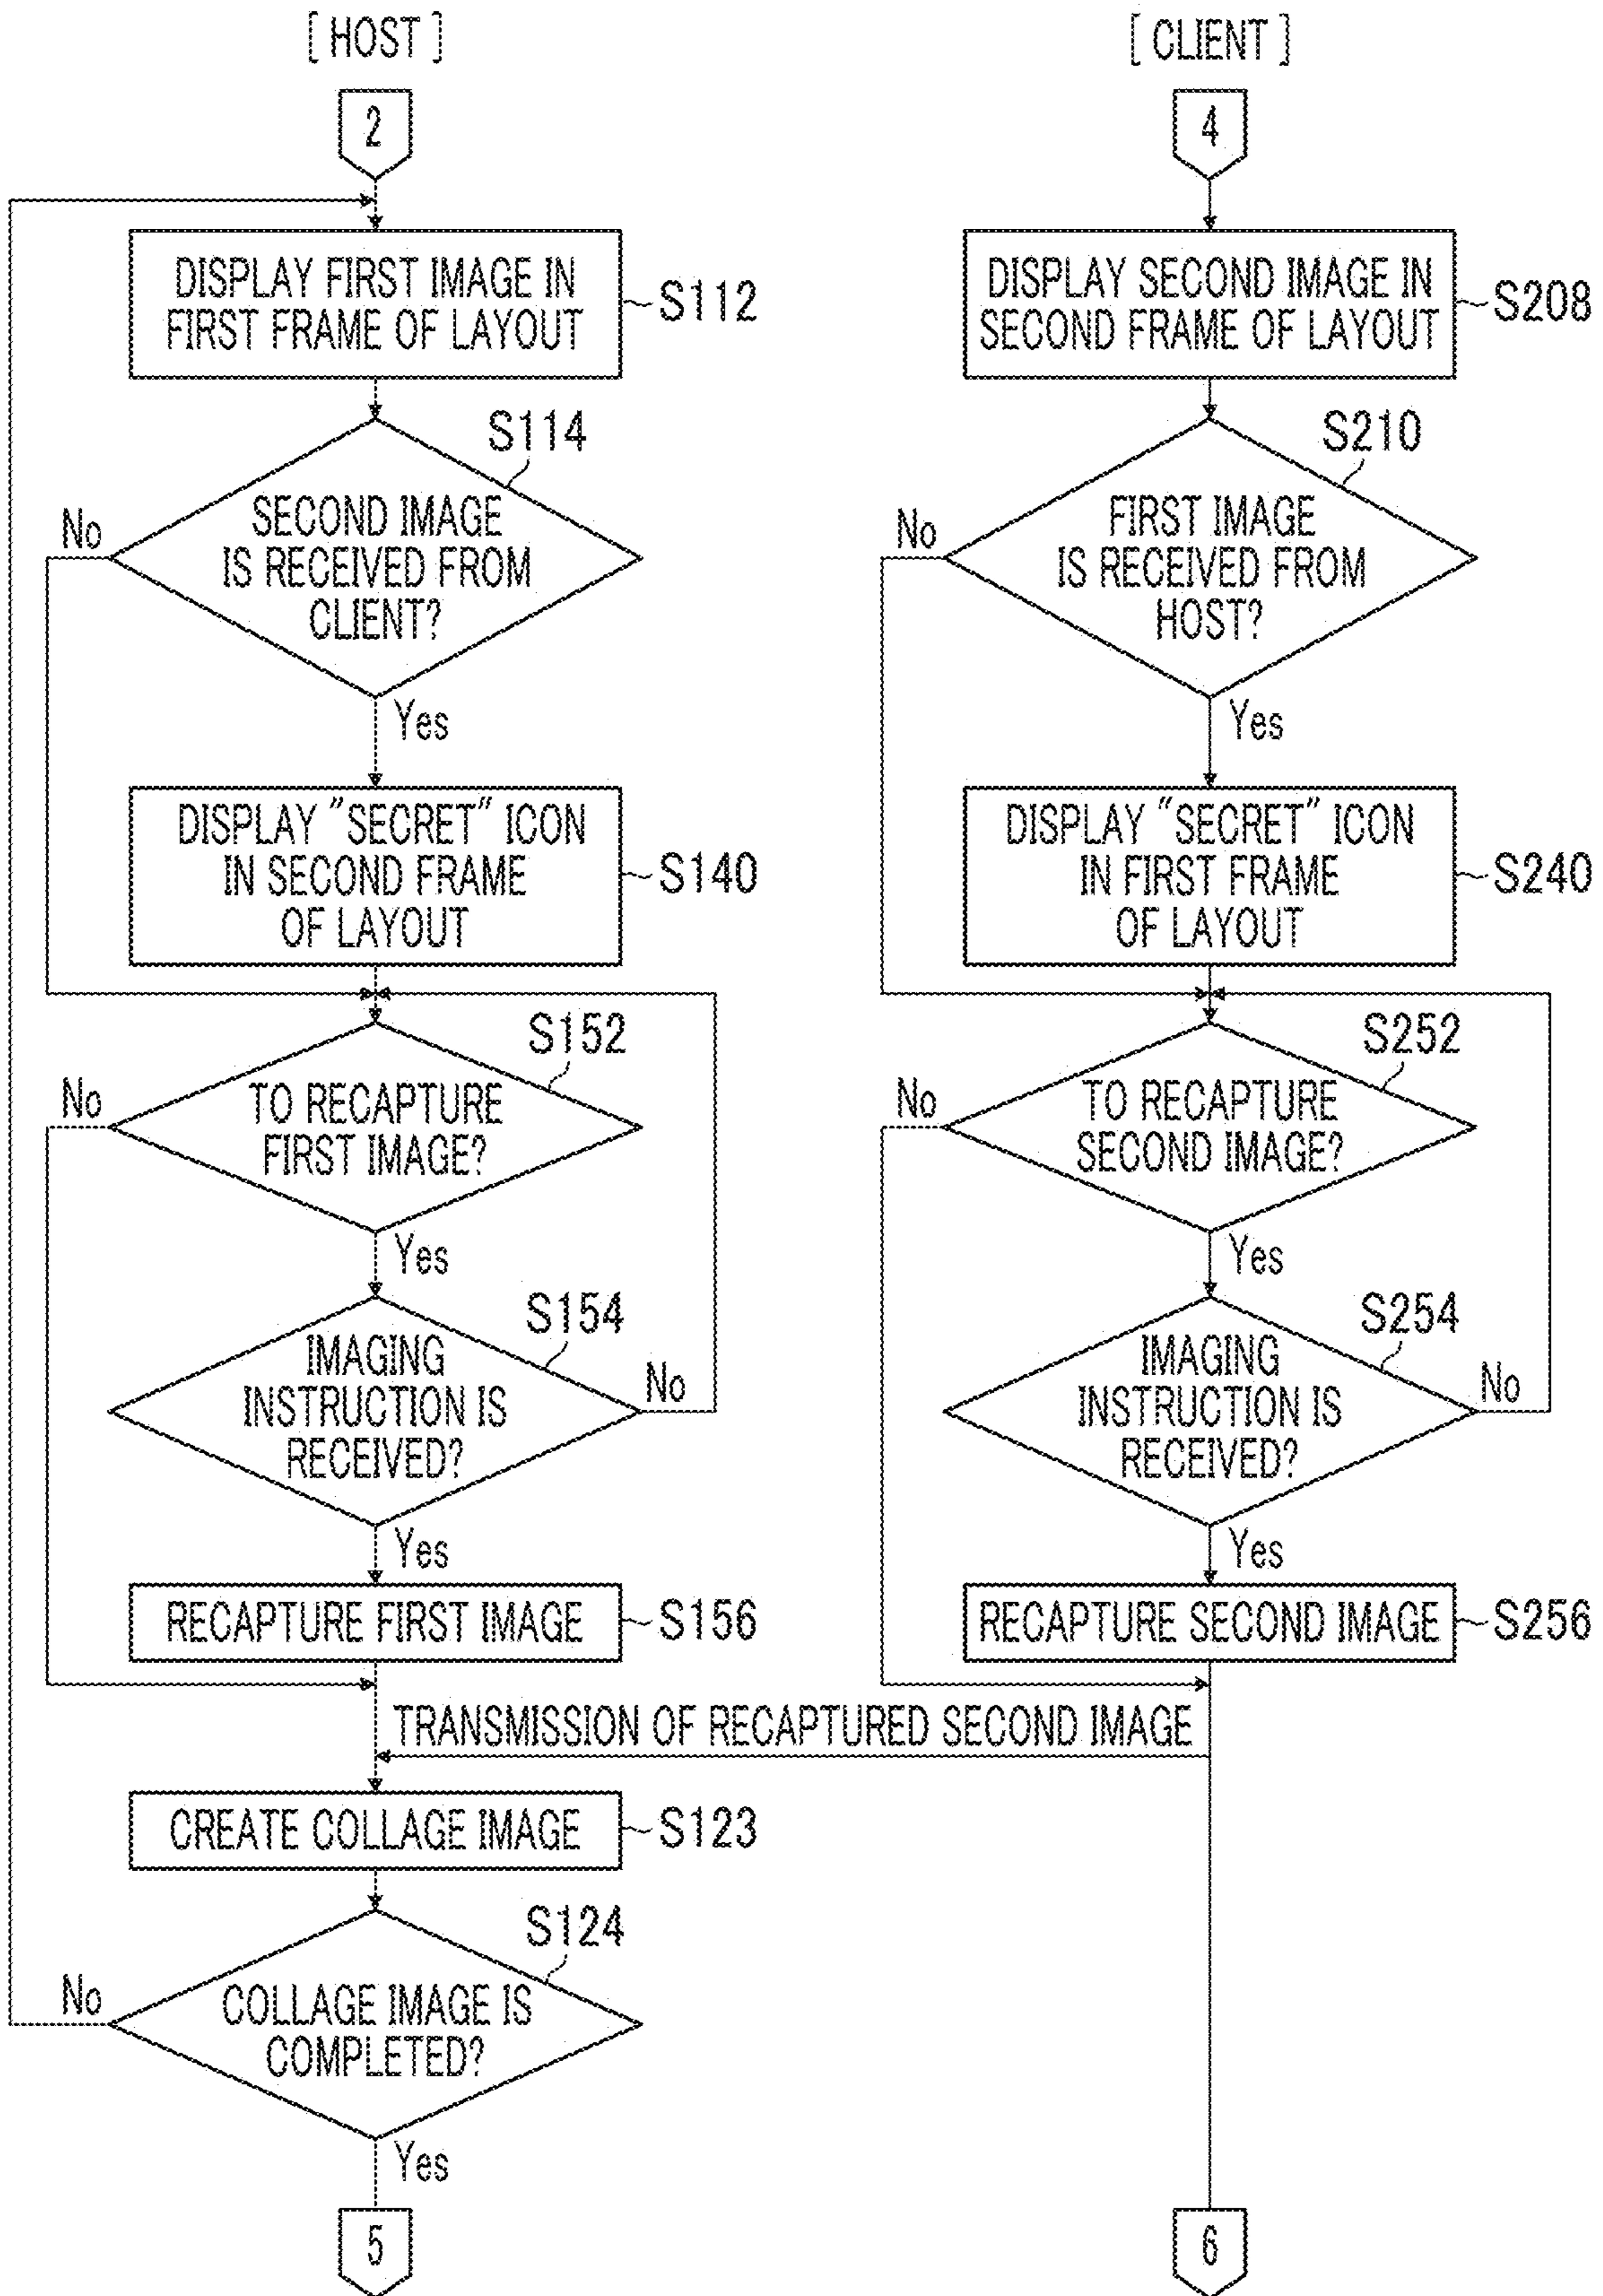 [ HOST ]
2
DISPLAY FIRST IMAGE IN
FIRST FRAME OF LAYOUT
S112
S114
SECOND IMAGE
IS RECEIVED FROM
CLIENT?
No
Yes
DISPLAY "SECRET" ICON
IN SECOND FRAME
OF LAYOUT
S140
S152
TO RECAPTURE
FIRST IMAGE?
No
Yes
S154
IMAGING
INSTRUCTION IS
RECEIVED?
No
Yes
RECAPTURE FIRST IMAGE
S156
TRANSMISSION OF RECAPTURED SECOND IMAGE
CREATE COLLAGE IMAGE
S123
S124
COLLAGE IMAGE IS
COMPLETED?
No
Yes
5
[ CLIENT ]
4
DISPLAY SECOND IMAGE IN
SECOND FRAME OF LAYOUT
S208
S210
FIRST IMAGE
IS RECEIVED FROM
HOST?
No
Yes
DISPLAY "SECRET" ICON
IN FIRST FRAME
OF LAYOUT
S240
S252
TO RECAPTURE
SECOND IMAGE?
No
Yes
S254
IMAGING
INSTRUCTION IS
RECEIVED?
No
Yes
RECAPTURE SECOND IMAGE
S256
6